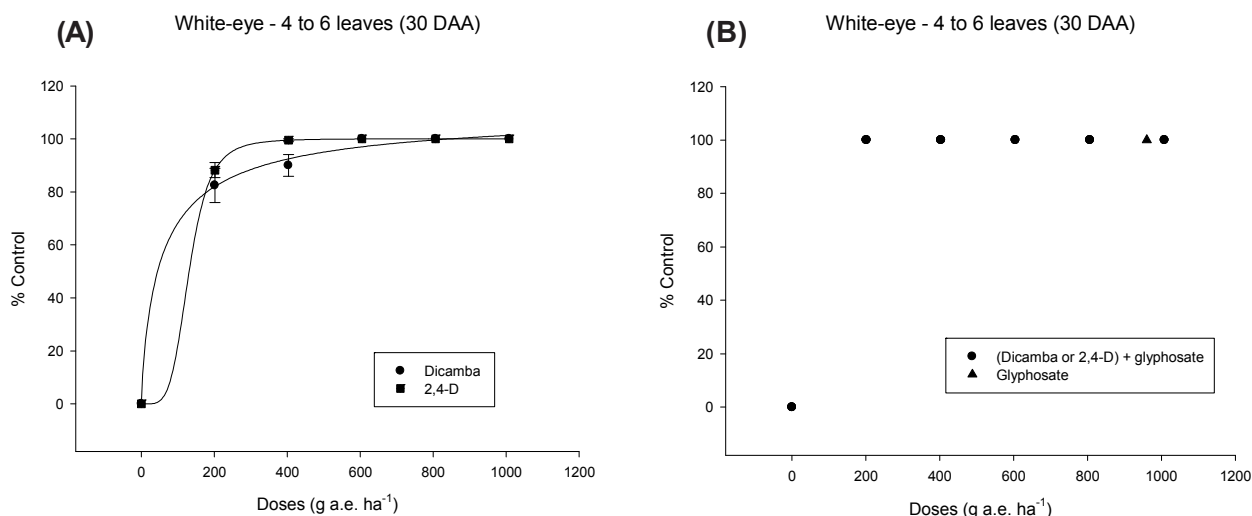 (A)
White-eye - 4 to 6 leaves (30 DAA)
120
100
80
60
40
20
0
% Control
Dicamba
2,4-D
0 200 400 600 800 1000 1200
Doses (g a.e. ha⁻¹)
(B)
White-eye - 4 to 6 leaves (30 DAA)
120
100
80
60
40
20
0
% Control
(Dicamba or 2,4-D) + glyphosate
Glyphosate
0 200 400 600 800 1000 1200
Doses (g a.e. ha⁻¹)